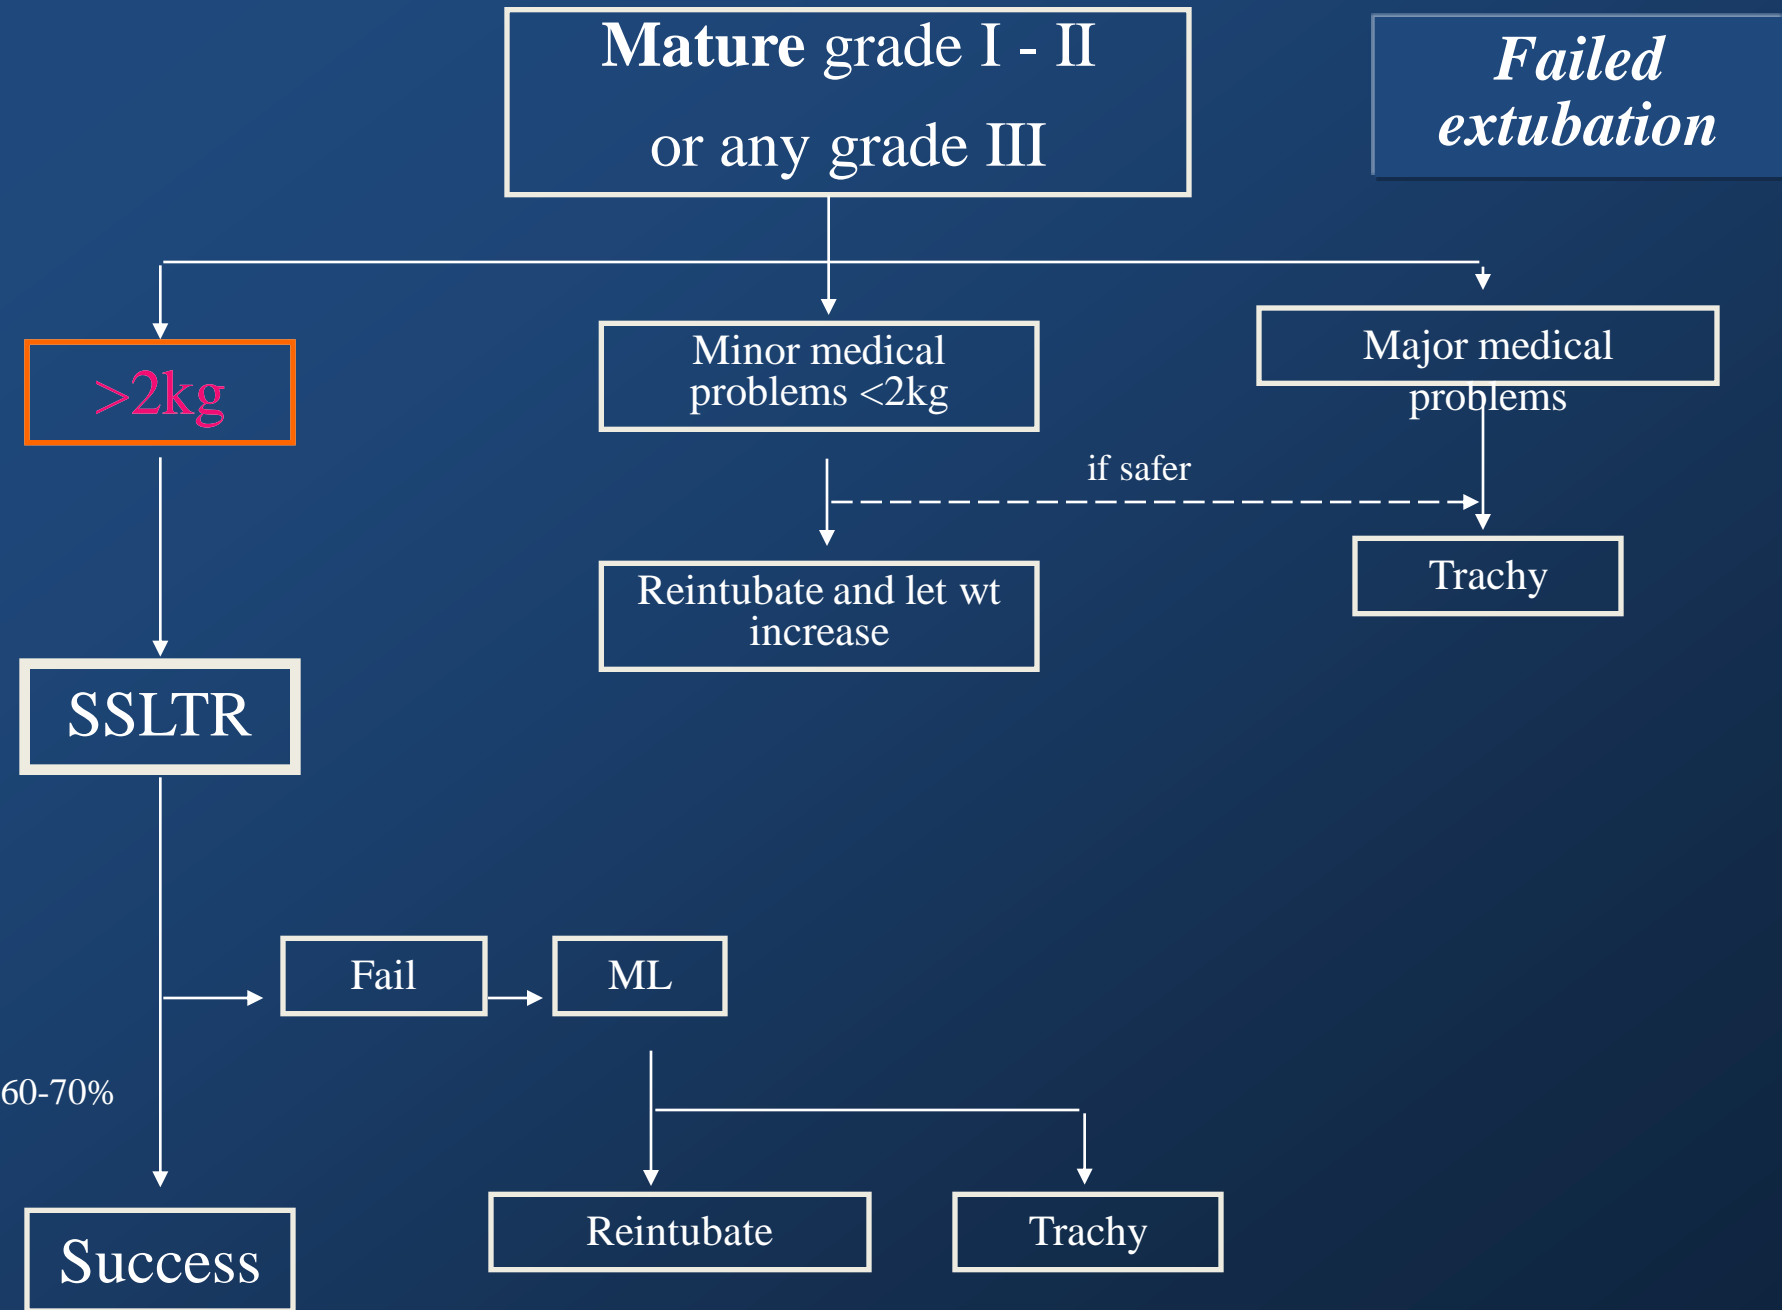 Mature grade I - II
or any grade III
Failed
extubation
>2kg
Minor medical
problems <2kg
Major medical
problems
if safer
Reintubate and let wt
increase
Trachy
SSLTR
Fail
ML
60-70%
Success
Reintubate
Trachy